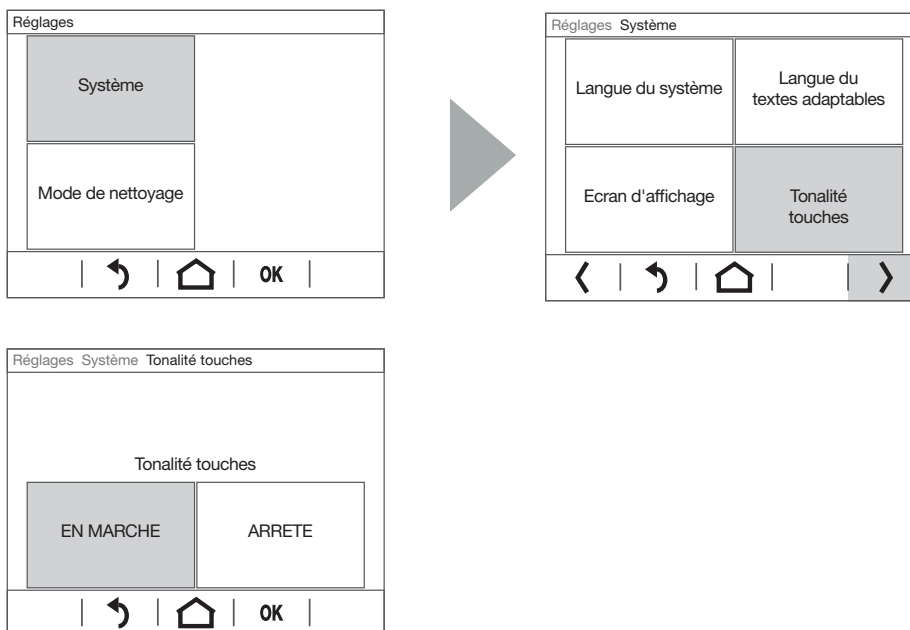 Réglages
Système
Mode de nettoyage
OK
Réglages Système
Langue du système
Langue du
textes adaptables
Ecran d'affichage
Tonalité
touches
Réglages Système Tonalité touches
Tonalité touches
EN MARCHE
ARRETE
OK